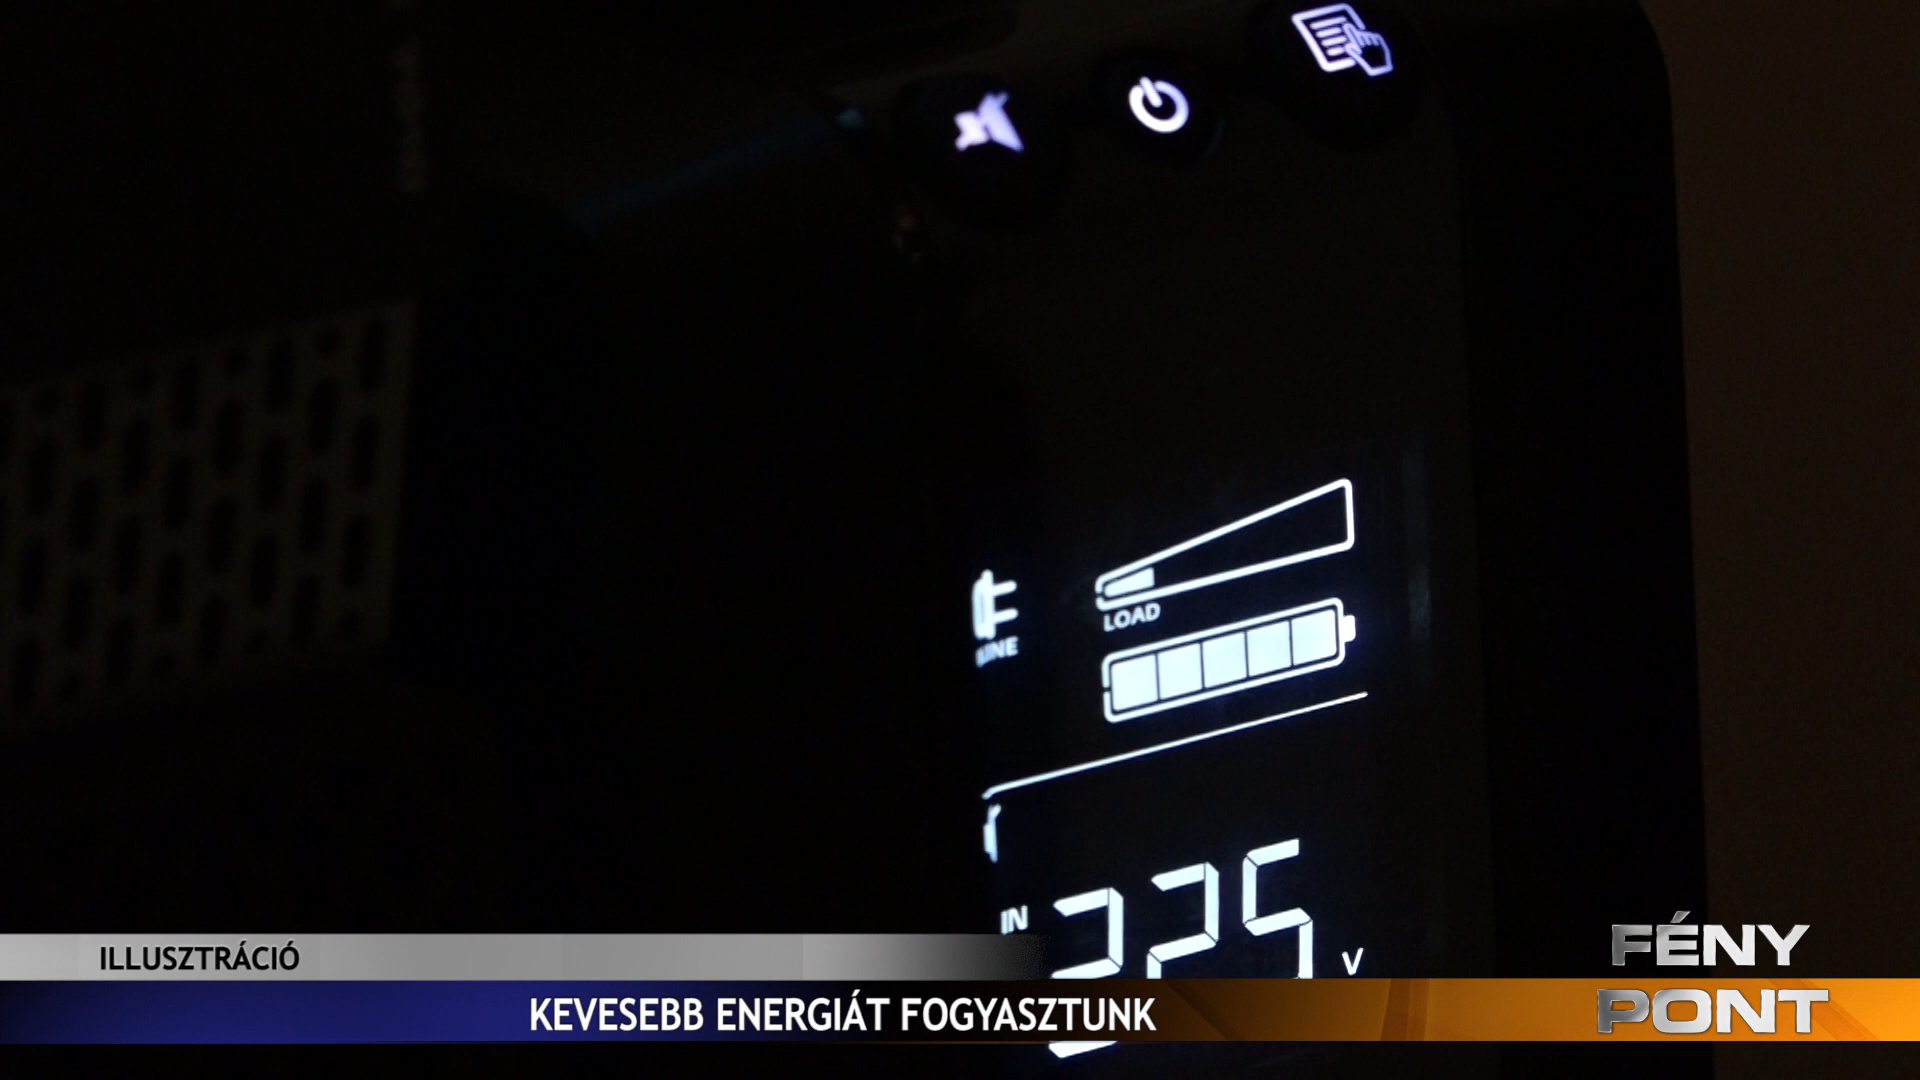 LOAD
LINE
IN
225 V
ILLUSZTRÁCIÓ
KEVESEBB ENERGIÁT FOGYASZTUNK
FÉNY
PONT